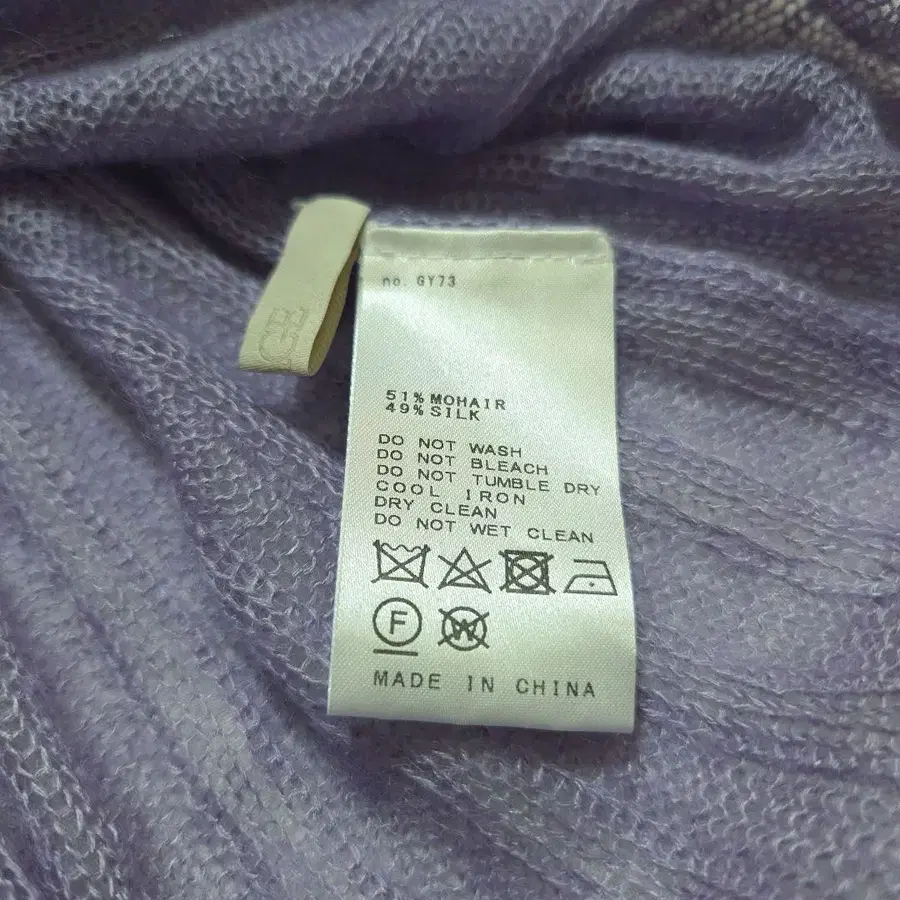 no. GY73
51% MOHAIR
49% SILK
DO NOT WASH
DO NOT BLEACH
DO NOT TUMBLE DRY
COOL IRON
DRY CLEAN
DO NOT WET CLEAN
F W
MADE IN CHINA